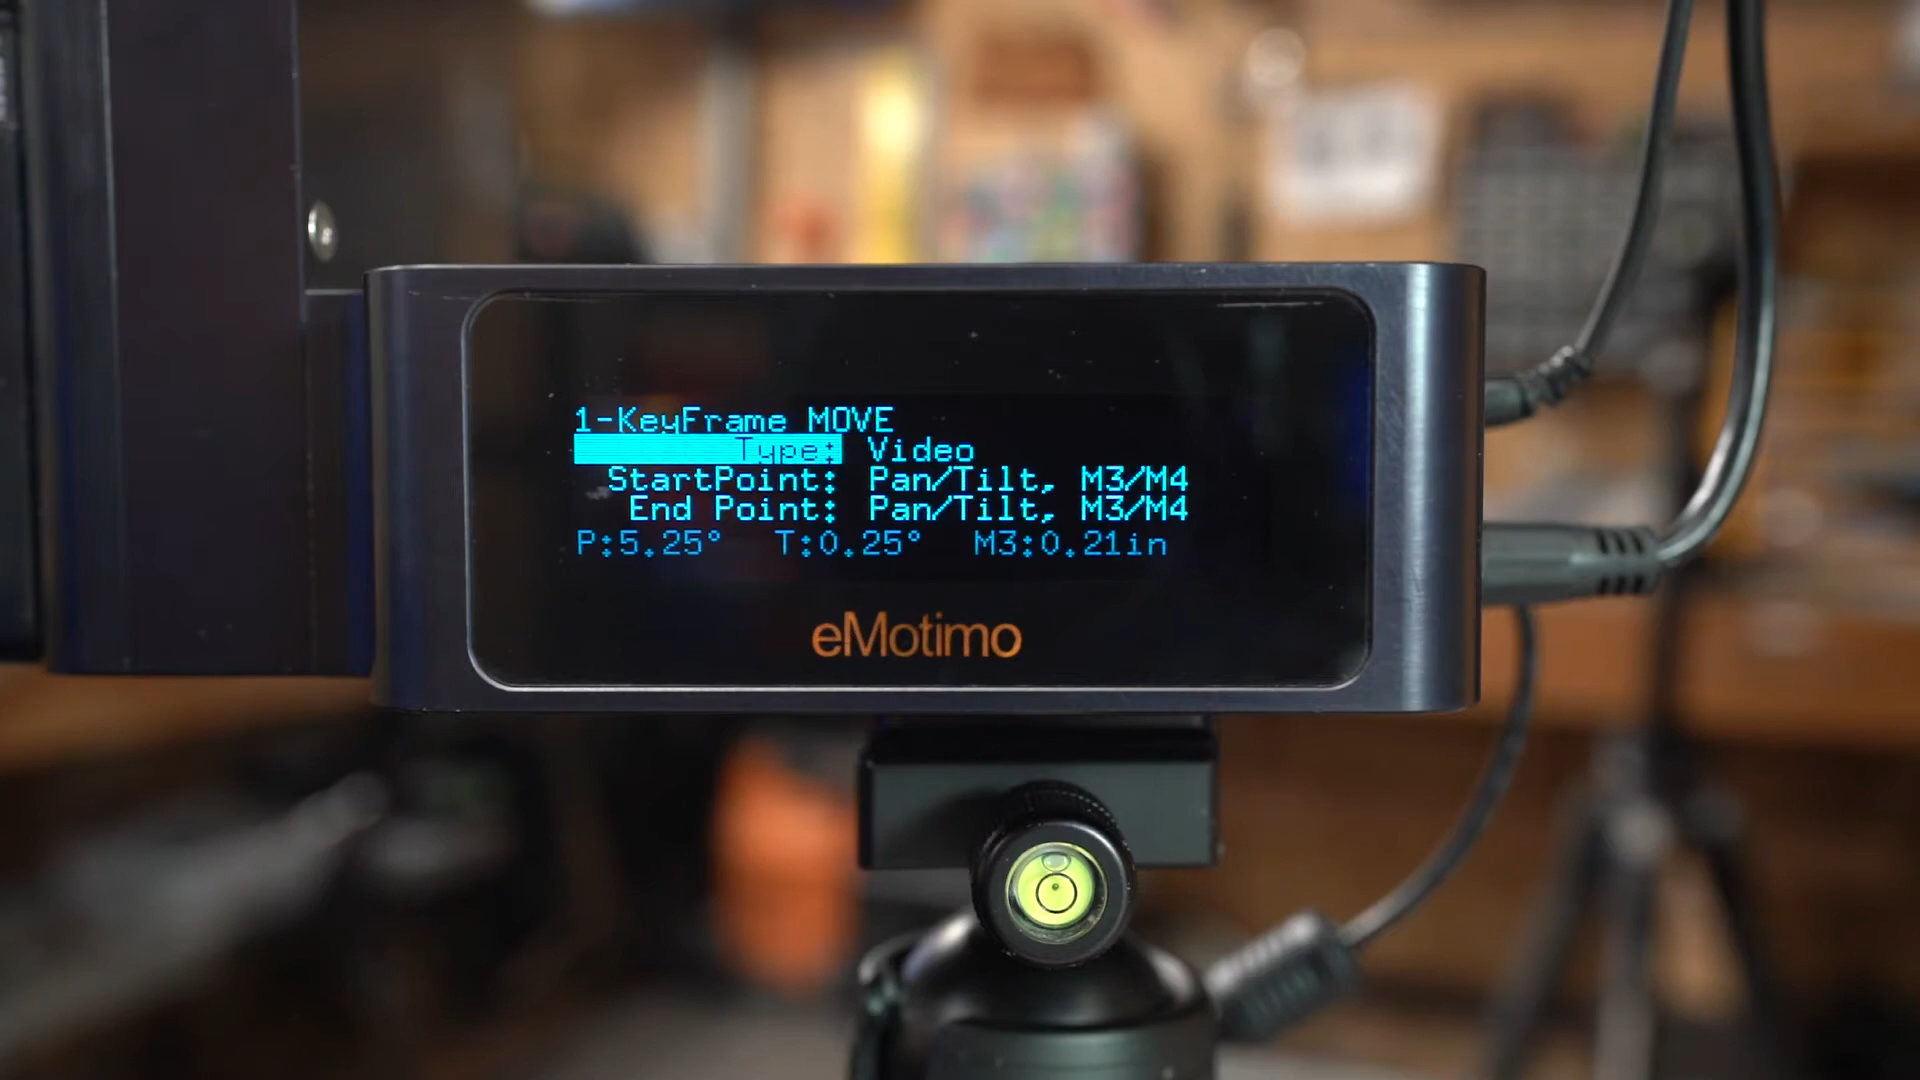 1-KeyFrame MOVE
Type: Video
StartPoint: Pan/Tilt, M3/M4
End Point: Pan/Tilt, M3/M4
P:5.25° T:0.25° M3:0.21in
eMotimo